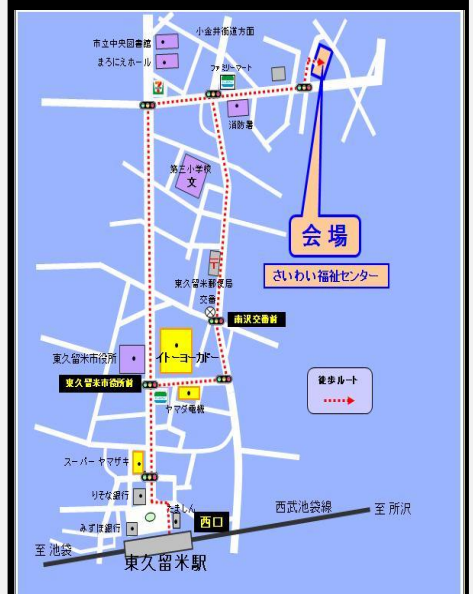 小金井街道方面
市立中央図書館
まろにえホール
ファミリーマート
7
消防署
第三小学校
文
会場
さいわい福祉センター
〒
東久留米郵便局
交番
南沢交番前
東久留米市役所
イトーヨーカドー
東久留米市役所前
ヤマダ電機
徒歩ルート
スーパー ヤマザキ
りそな銀行
たましん
みずほ銀行
西口
西武池袋線
至 所沢
至 池袋
東久留米駅